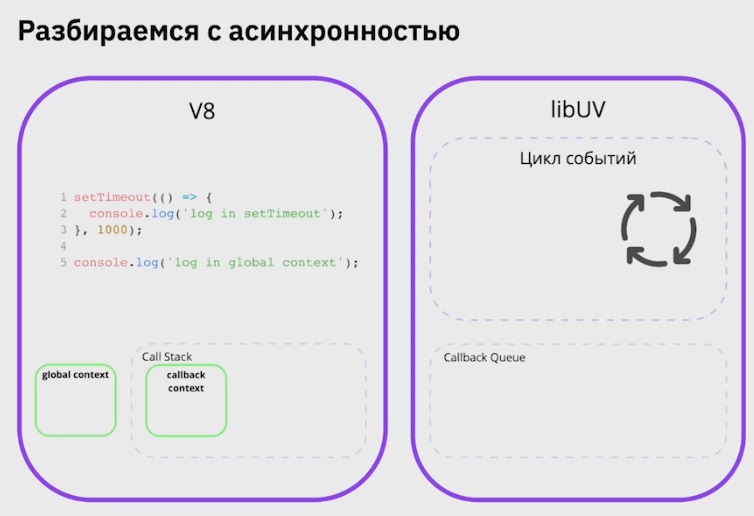 Разбираемся с асинхронностью
V8
1 setTimeout(() => {
2   console.log('log in setTimeout');
3 }, 1000);
4
5 console.log('log in global context');
Call Stack
global context
callback
context
libUV
Цикл событий
Callback Queue